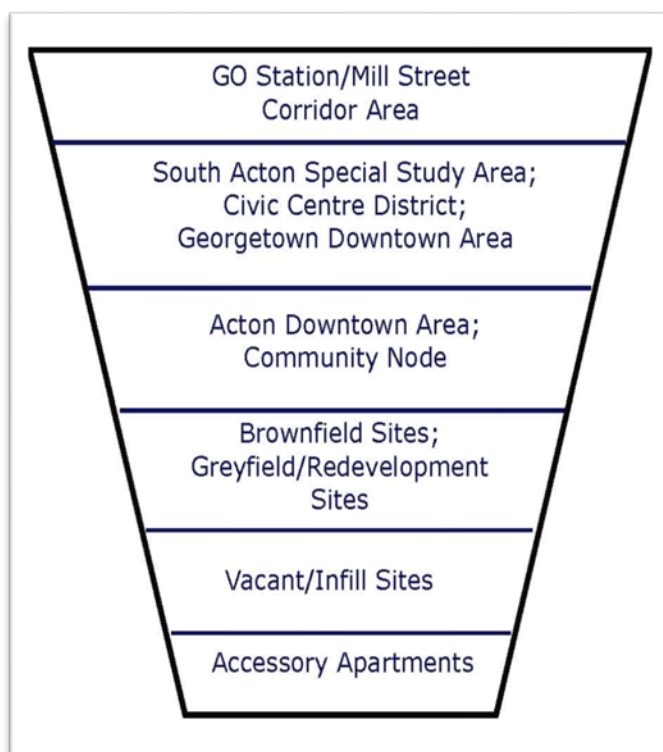 GO Station/Mill Street
Corridor Area
South Acton Special Study Area;
Civic Centre District;
Georgetown Downtown Area
Acton Downtown Area;
Community Node
Brownfield Sites;
Greyfield/Redevelopment
Sites
Vacant/Infill Sites
Accessory Apartments